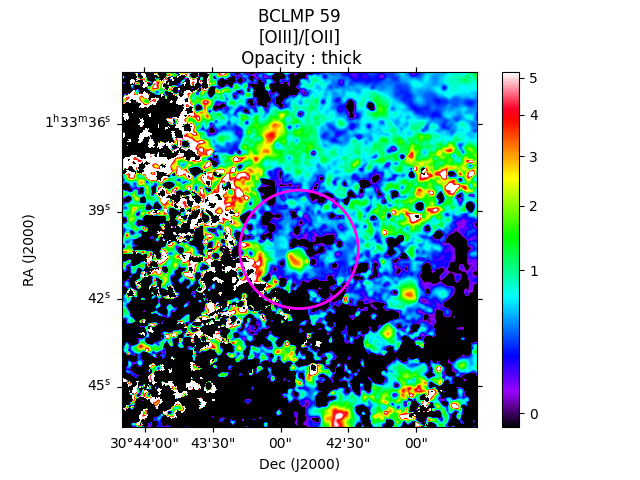 BCLMP 59
[OIII]/[OII]
Opacity : thick
1ʰ33ᵐ36ˢ
39ˢ
42ˢ
45ˢ
RA (J2000)
30°44'00" 43'30" 00" 42'30" 00"
Dec (J2000)
5
4
3
2
1
0